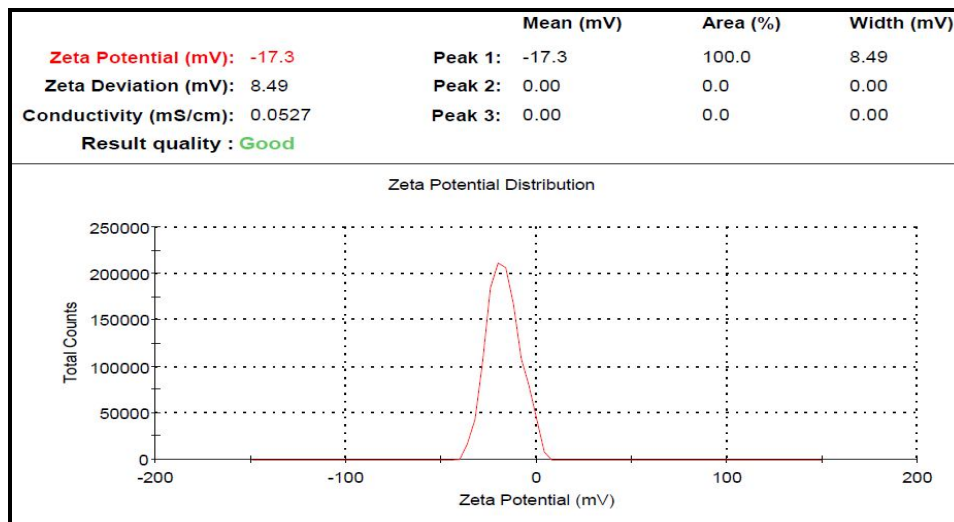 Mean (mV) Area (%) Width (mV)
Zeta Potential (mV): -17.3 Peak 1: -17.3 100.0 8.49
Zeta Deviation (mV): 8.49 Peak 2: 0.00 0.0 0.00
Conductivity (mS/cm): 0.0527 Peak 3: 0.00 0.0 0.00
Result quality : Good
Zeta Potential Distribution
250000
200000
150000
100000
50000
0
Total Counts
-200 -100 0 100 200
Zeta Potential (mV)